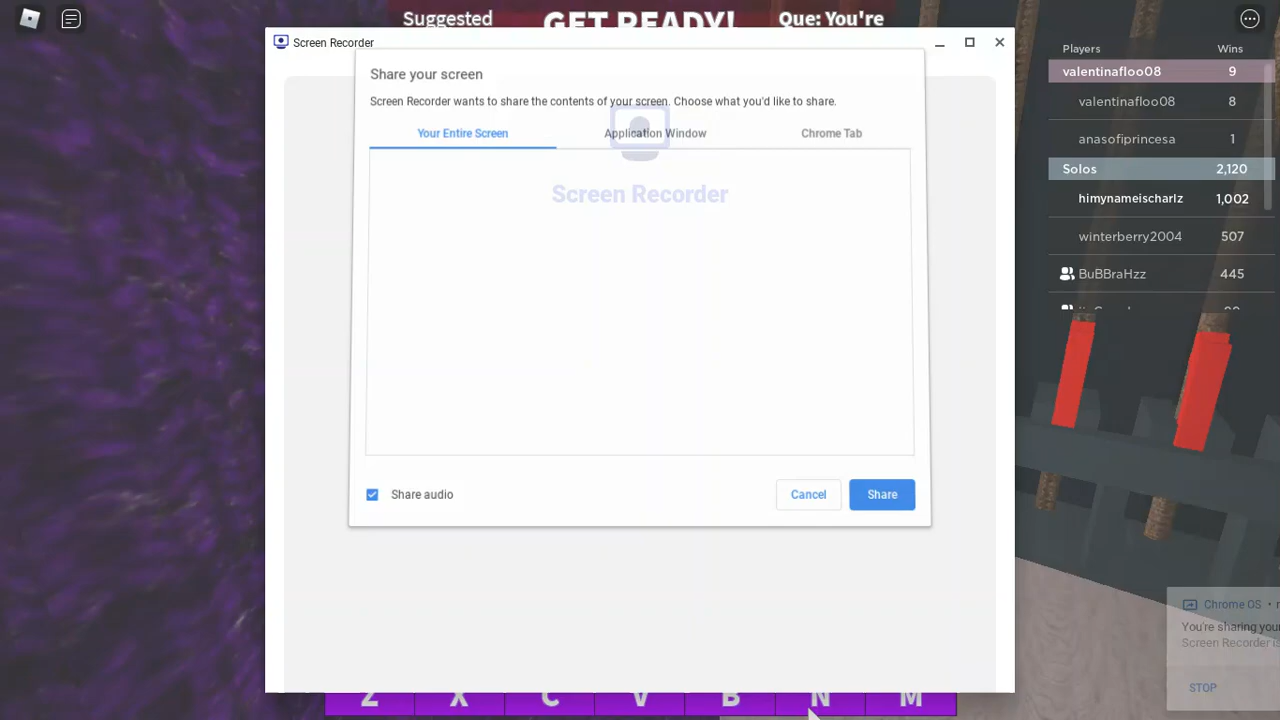 Suggested
GET READY!
Que: You're
Screen Recorder
Share your screen
Screen Recorder wants to share the contents of your screen. Choose what you'd like to share.
Your Entire Screen
Application Window
Chrome Tab
Screen Recorder
Share audio
Cancel
Share
Players Wins
valentinafloo08 9
valentinafloo08 8
anasofiprincesa 1
Solos 2,120
himynameischarlz 1,002
winterberry2004 507
BuBBraHzz 445
Chrome OS •
You're sharing your
Screen Recorder
STOP
Z X C V B N M